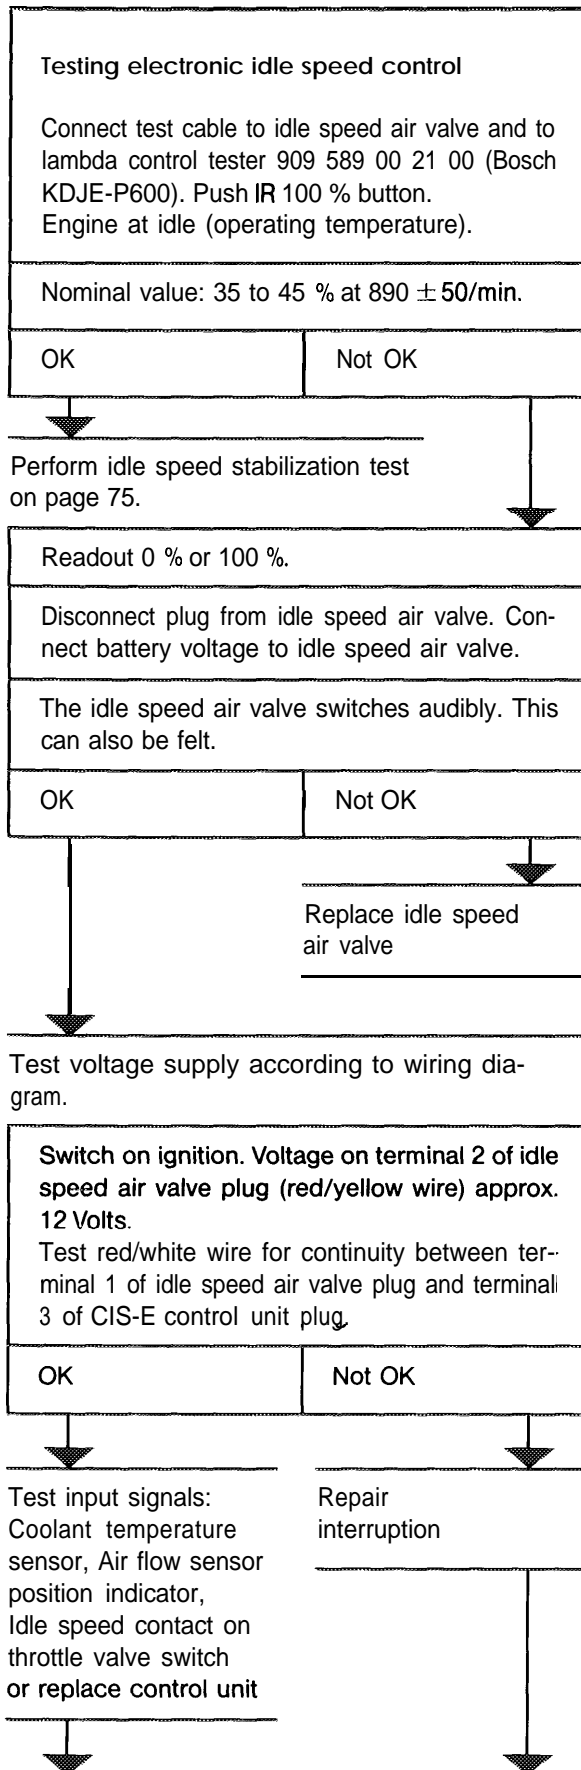 Testing electronic idle speed control
Connect test cable to idle speed air valve and to
lambda control tester 909 589 00 21 00 (Bosch
KDJE-P600). Push IR 100 % button.
Engine at idle (operating temperature).
Nominal value: 35 to 45 % at 890 ± 50/min.
OK
Not OK
Perform idle speed stabilization test
on page 75.
Readout 0 % or 100 %.
Disconnect plug from idle speed air valve. Con-
nect battery voltage to idle speed air valve.
The idle speed air valve switches audibly. This
can also be felt.
OK
Not OK
Replace idle speed
air valve
Test voltage supply according to wiring dia-
gram.
Switch on ignition. Voltage on terminal 2 of idle
speed air valve plug (red/yellow wire) approx.
12 Volts.
Test red/white wire for continuity between ter-
minal 1 of idle speed air valve plug and terminal
3 of CIS-E control unit plug.
OK
Not OK
Test input signals:
Coolant temperature
sensor, Air flow sensor
position indicator,
Idle speed contact on
throttle valve switch
or replace control unit
Repair
interruption